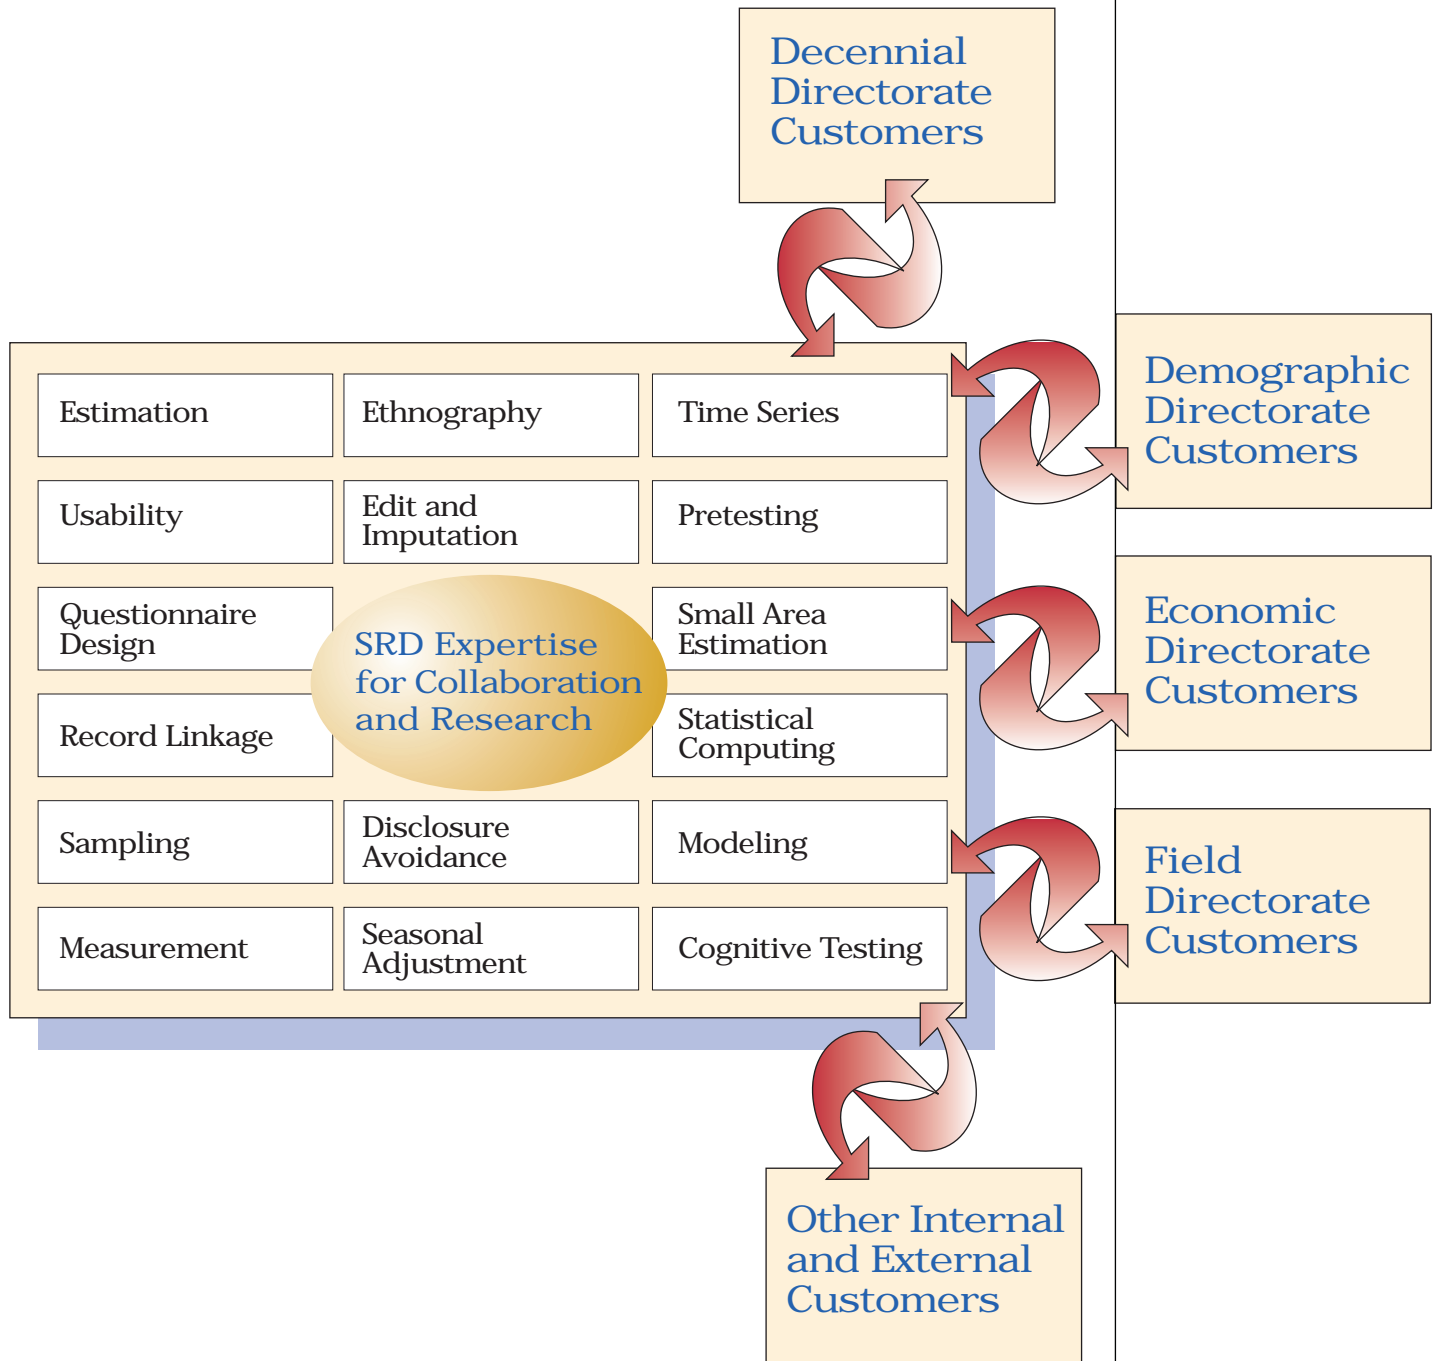 Decennial
Directorate
Customers
Estimation
Ethnography
Time Series
Usability
Edit and
Imputation
Pretesting
Questionnaire
Design
SRD Expertise
for Collaboration
and Research
Small Area
Estimation
Record Linkage
Statistical
Computing
Sampling
Disclosure
Avoidance
Modeling
Measurement
Seasonal
Adjustment
Cognitive Testing
Demographic
Directorate
Customers
Economic
Directorate
Customers
Field
Directorate
Customers
Other Internal
and External
Customers